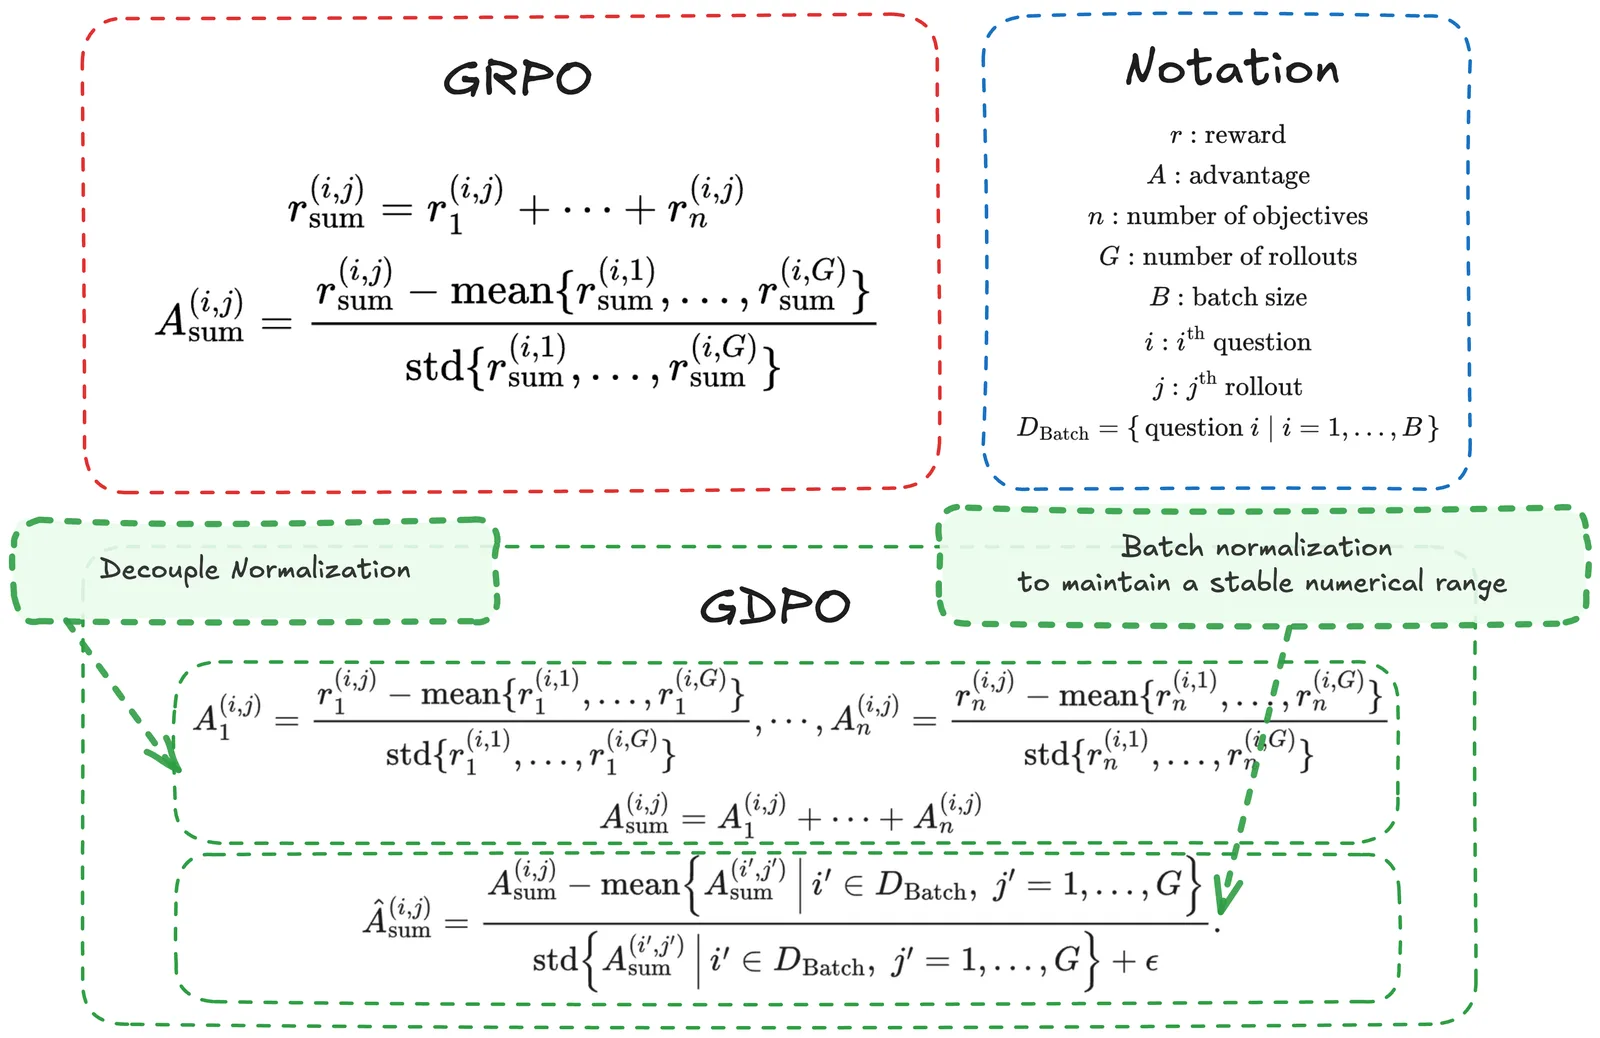 GRPO
r_sum^(i,j) = r_1^(i,j) + ⋯ + r_n^(i,j)
A_sum^(i,j) = (r_sum^(i,j) − mean{r_sum^(i,1), . . . , r_sum^(i,G)}) / (std{r_sum^(i,1), . . . , r_sum^(i,G)})
Notation
r : reward
A : advantage
n : number of objectives
G : number of rollouts
B : batch size
i : i^th question
j : j^th rollout
D_Batch = { question i | i = 1, . . . , B }
Decouple Normalization
Batch normalization
to maintain a stable numerical range
GDPO
A_1^(i,j) = (r_1^(i,j) − mean{r_1^(i,1), . . . , r_1^(i,G)}) / (std{r_1^(i,1), . . . , r_1^(i,G)}), ⋯ , A_n^(i,j) = (r_n^(i,j) − mean{r_n^(i,1), . . . , r_n^(i,G)}) / (std{r_n^(i,1), . . . , r_n^(i,G)})
A_sum^(i,j) = A_1^(i,j) + ⋯ + A_n^(i,j)
Â_sum^(i,j) = (A_sum^(i,j) − mean{A_sum^(i′,j′) | i′ ∈ D_Batch, j′ = 1, . . . , G}) / (std{A_sum^(i′,j′) | i′ ∈ D_Batch, j′ = 1, . . . , G} + ϵ).